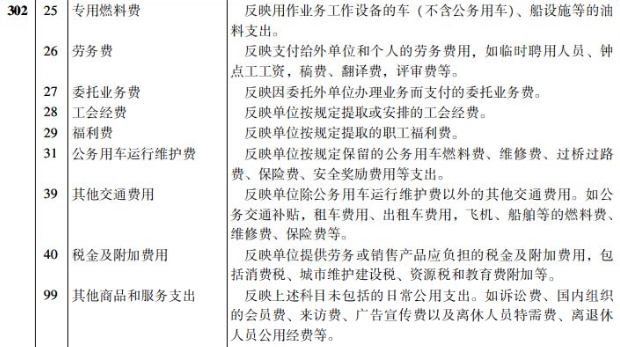 302 25 专用燃料费 反映用作业务工作设备的车（不含公务用车）、船设施等的油
料支出。
26 劳务费 反映支付给外单位和个人的劳务费用，如临时聘用人员、钟
点工工资，稿费、翻译费，评审费等。
27 委托业务费 反映因委托外单位办理业务而支付的委托业务费。
28 工会经费 反映单位按规定提取或安排的工会经费。
29 福利费 反映单位按规定提取的职工福利费。
31 公务用车运行维护费 反映单位按规定保留的公务用车燃料费、维修费、过桥过路
费、保险费、安全奖励费用等支出。
39 其他交通费用 反映单位除公务用车运行维护费以外的其他交通费用。如公
务交通补贴，租车费用、出租车费用，飞机、船舶等的燃料费、
维修费、保险费等。
40 税金及附加费用 反映单位提供劳务或销售产品应负担的税金及附加费用，包
括消费税、城市维护建设税、资源税和教育费附加等。
99 其他商品和服务支出 反映上述科目未包括的日常公用支出。如诉讼费、国内组织
的会员费、来访费、广告宣传费以及离休人员特需费、离退休
人员公用经费等。